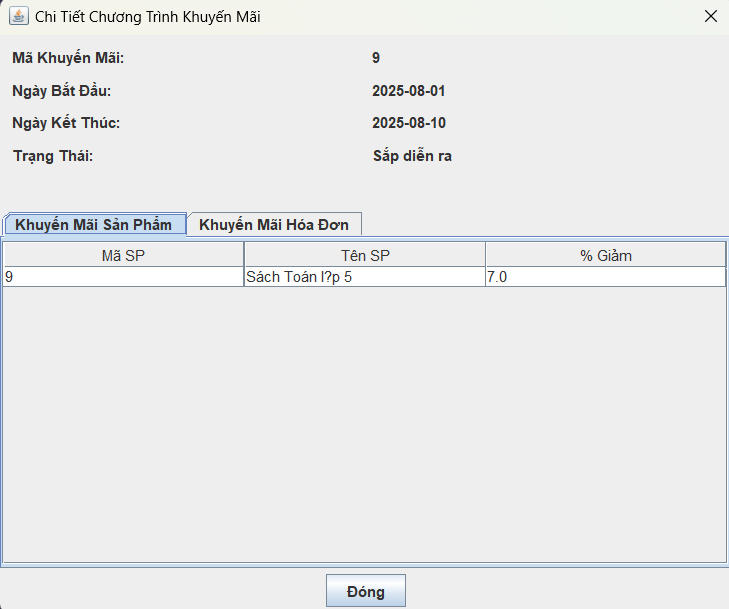 Chi Tiết Chương Trình Khuyến Mãi
Mã Khuyến Mãi: 9
Ngày Bắt Đầu: 2025-08-01
Ngày Kết Thúc: 2025-08-10
Trạng Thái: Sắp diễn ra
Khuyến Mãi Sản Phẩm Khuyến Mãi Hóa Đơn
Mã SP Tên SP % Giảm
9 Sách Toán l?p 5 7.0
Đóng